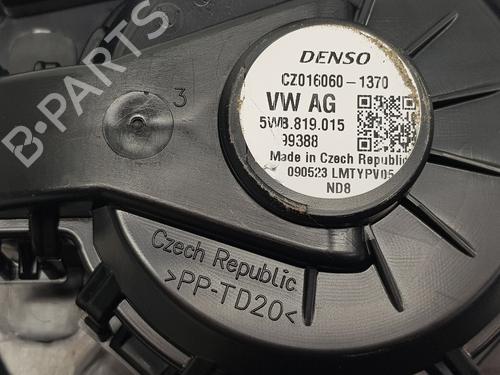 B-PARTS
3
DENSO
CZ016060-1370
VW AG
5WB.819.015
99388
Made in Czech Republic
090523 LMTYPV05
ND8
Czech Republic
>PP-TD20<